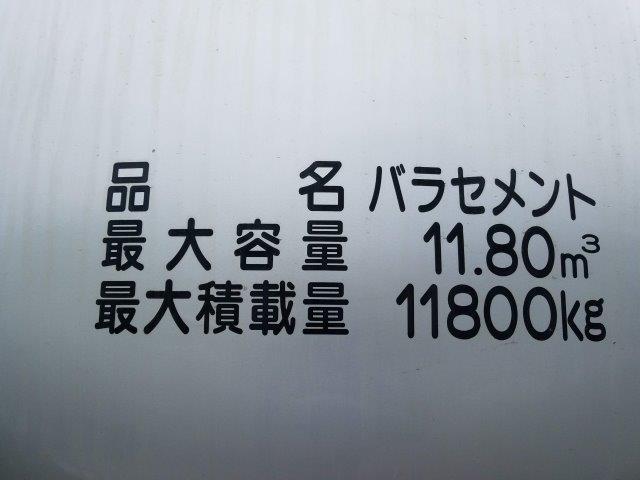 品名 バラセメント
最大容量 11.80m³
最大積載量 11800kg